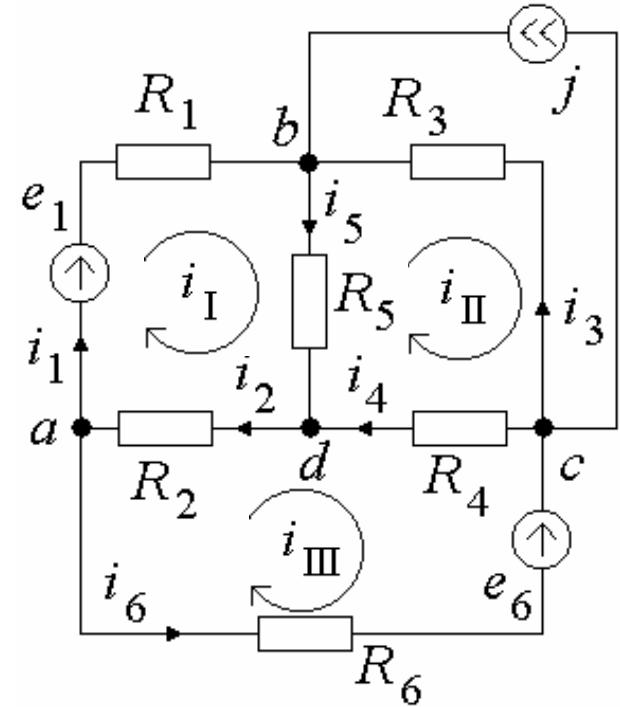 j
R1 b R3
e1 i5
iI R5 iII i3
i1 i2 i4
a d c
R2 R4
iIII
i6 e6
R6